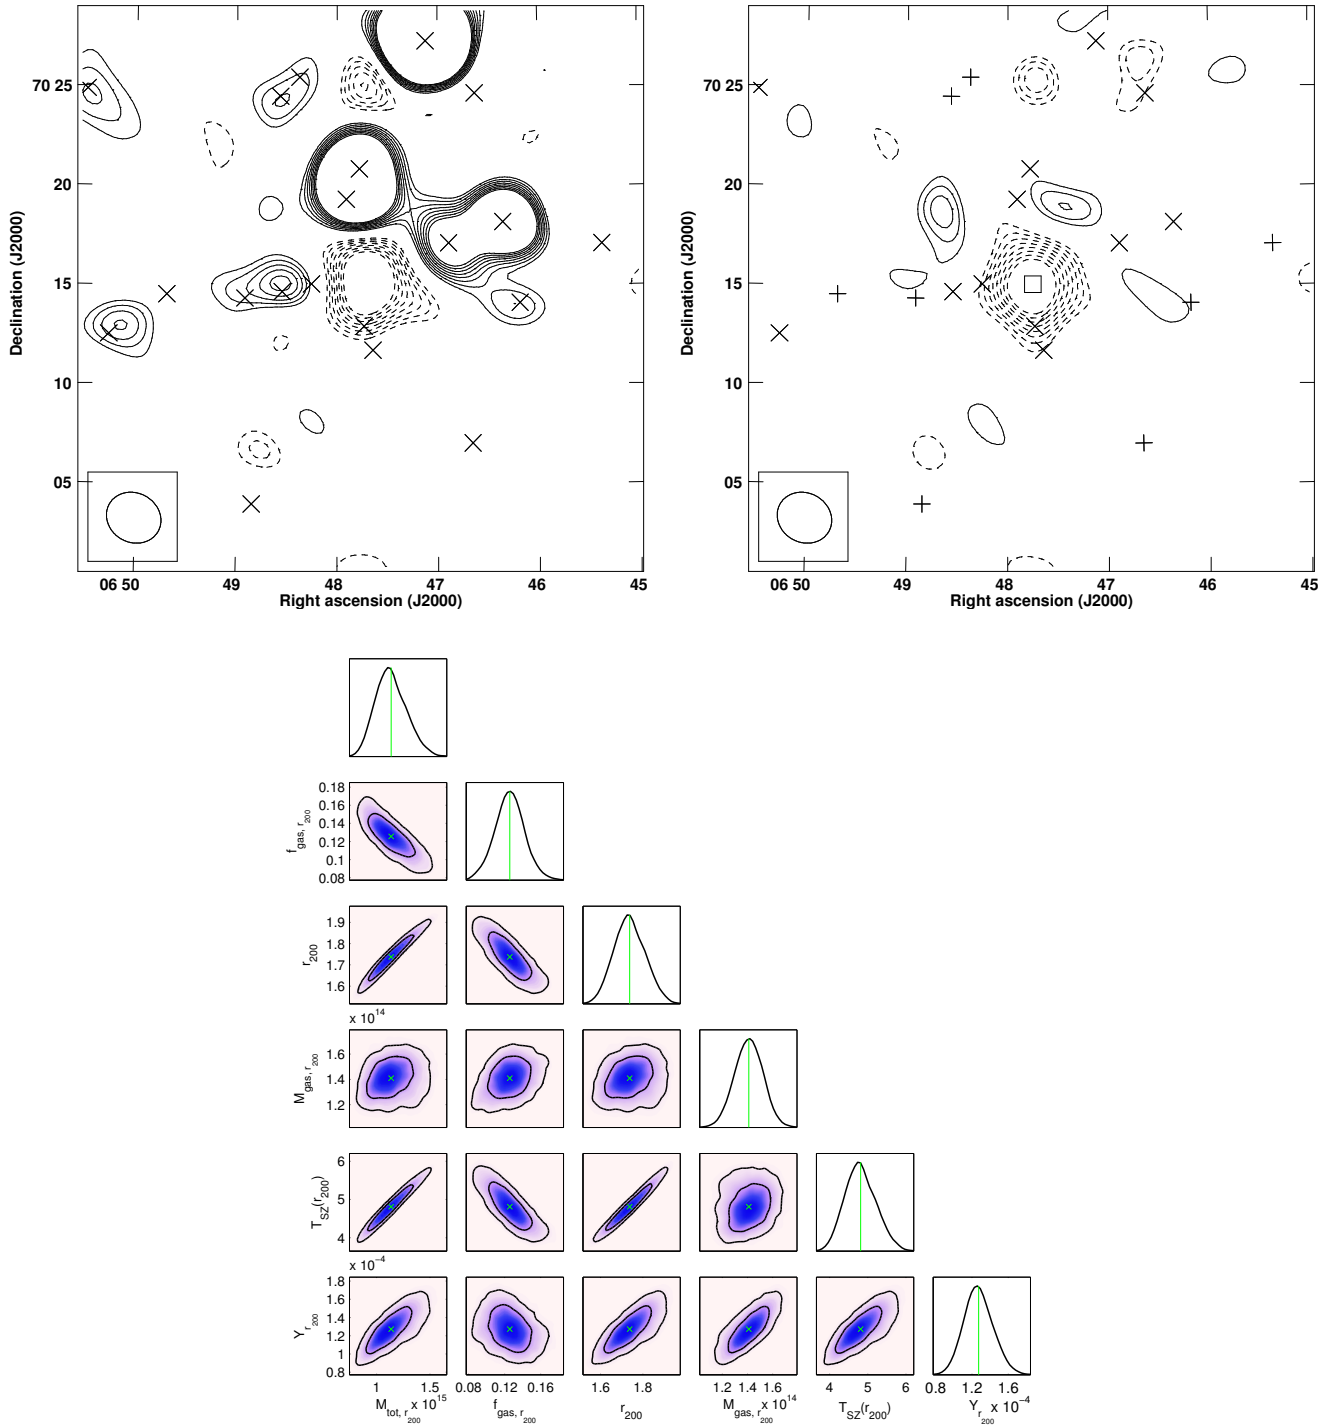 70 25
20
15
10
05
Declination (J2000)
06 50 49 48 47 46 45
Right ascension (J2000)
70 25
20
15
10
05
Declination (J2000)
06 50 49 48 47 46 45
Right ascension (J2000)
0.18
0.16
0.14
0.12
0.1
0.08
f gas, r 200
1.9
1.8
1.7
1.6
r 200
x 10^14
1.6
1.4
1.2
M gas, r 200
6
5
4
T SZ (r 200)
x 10^−4
1.8
1.6
1.4
1.2
1
0.8
Y r 200
1 1.5 0.08 0.12 0.16 1.6 1.8 1.2 1.4 1.6 4 5 6 0.8 1.2 1.6
M tot, r 200 x 10^15 f gas, r 200 r 200 M gas, r 200 x 10^14 T SZ (r 200) Y r 200 x 10^−4